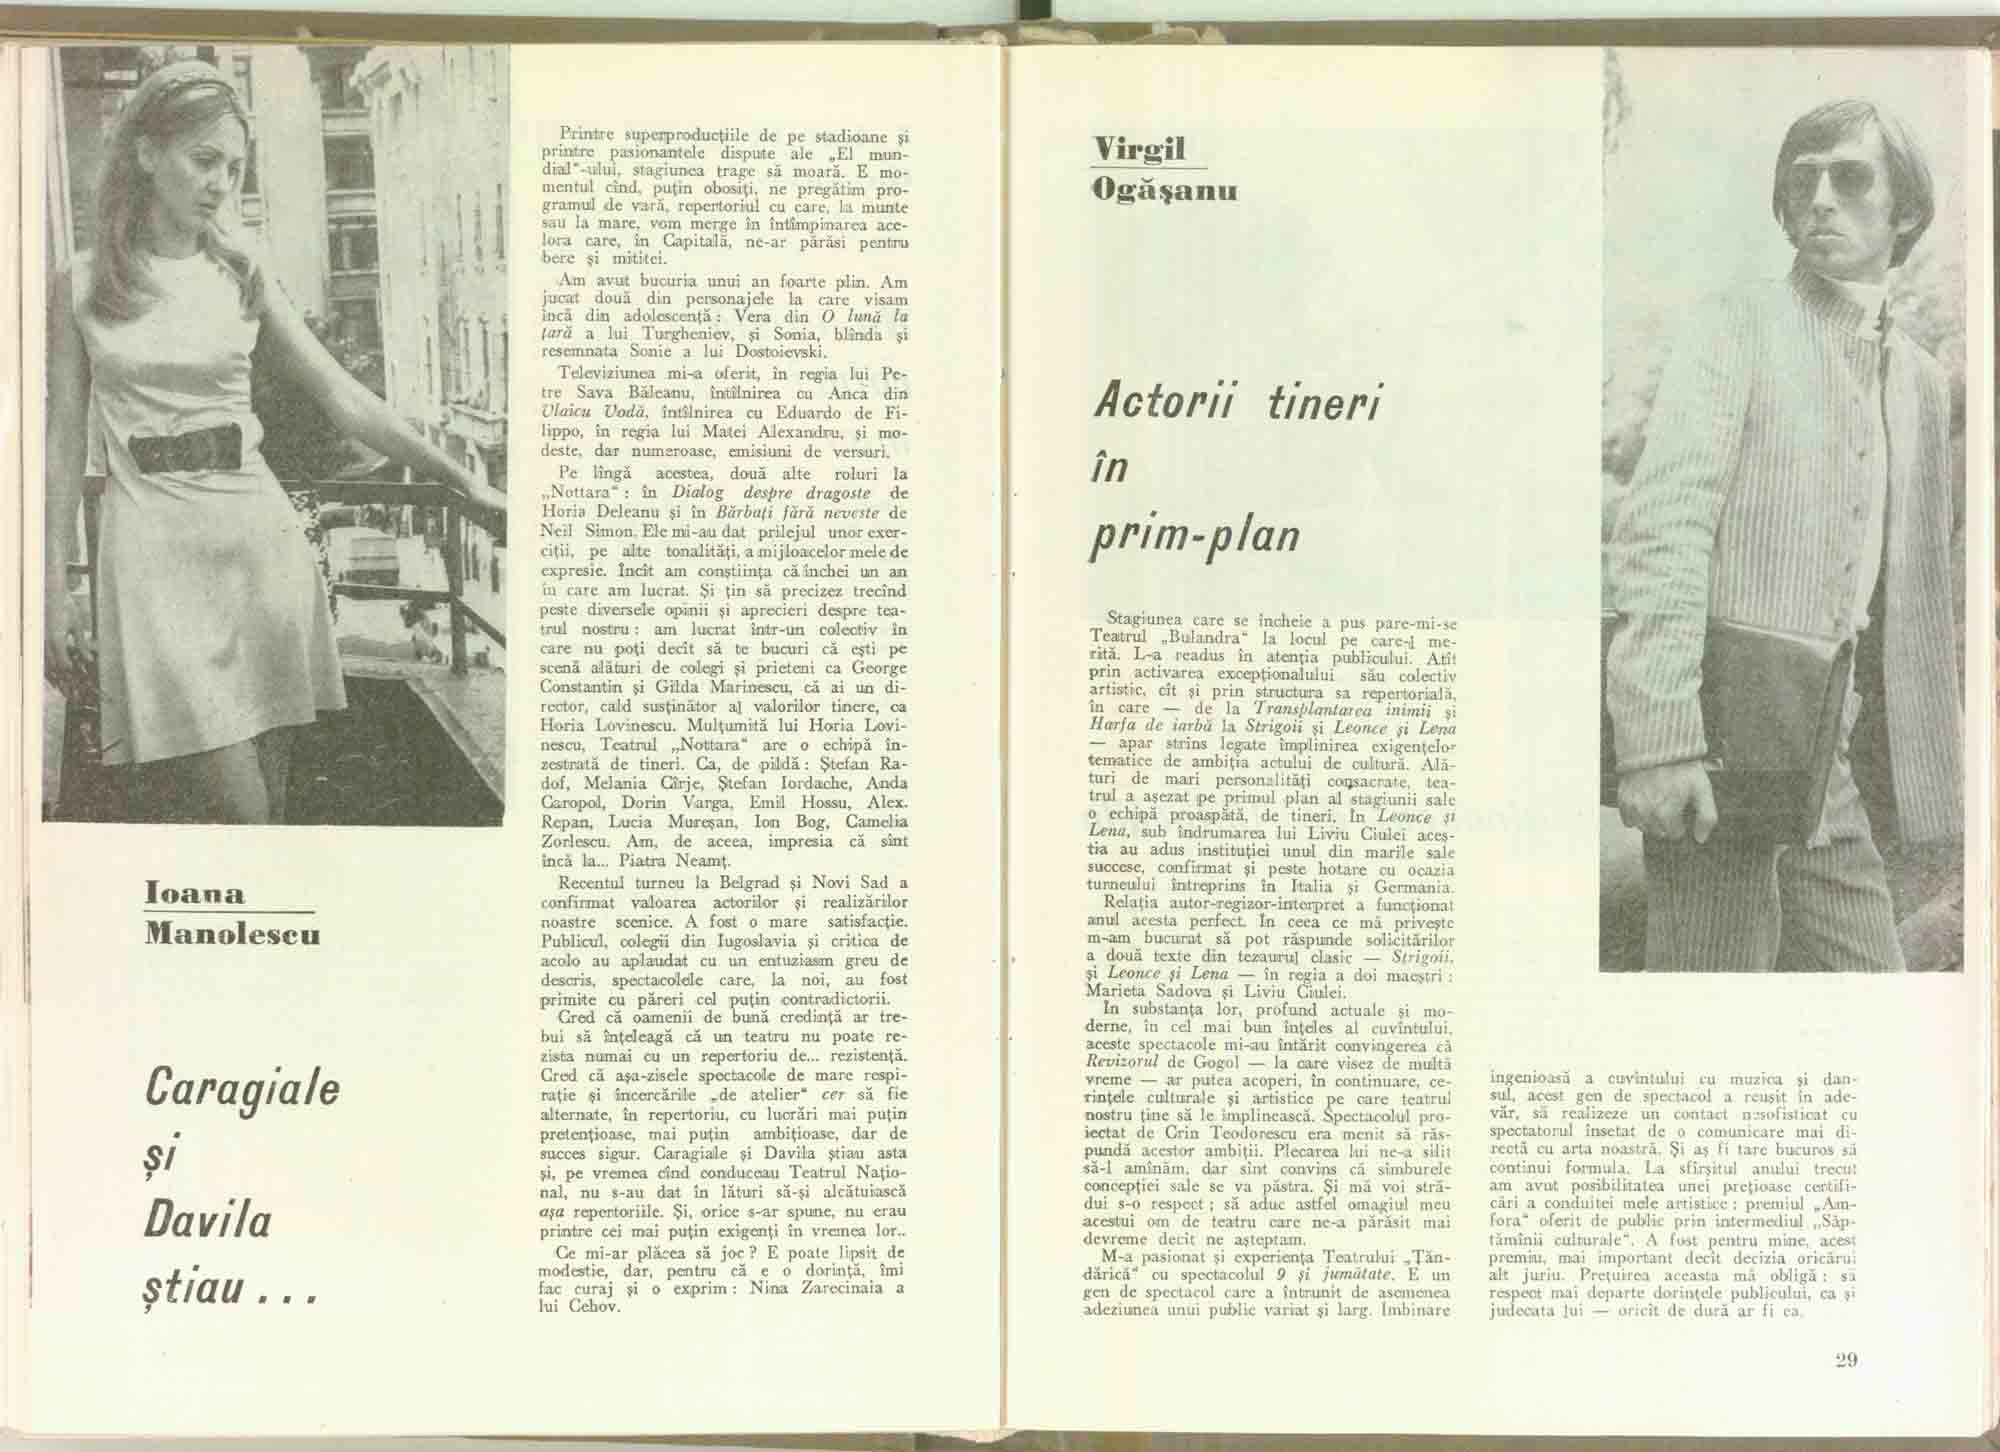 Ioana
Manolescu
Caragiale
și
Davila
știau...
Printre superproducțiile de pe stadioane și
printre pasionantele dispute ale „El mun-
dial“-ului, stagiunea trage să moară. E mo-
mentul cînd, puțin obosiți, ne pregătim pro-
gramul de vară, repertoriul cu care, la munte
sau la mare, vom merge în întîmpinarea ace-
lora care, în Capitală, ne-ar părăsi pentru
bere și mititei.
Am avut bucuria unui an foarte plin. Am
jucat două din personajele la care visam
încă din adolescență : Vera din O lună la
țară a lui Turgheniev, și Sonia, blînda și
resemnata Sonie a lui Dostoievski.
Televiziunea mi-a oferit, în regia lui Pe-
tre Sava Băleanu, întîlnirea cu Anca din
Vlaicu Vodă, întîlnirea cu Eduardo de Fi-
lippo, în regia lui Matei Alexandru, și mo-
deste, dar numeroase, emisiuni de versuri.
Pe lîngă acestea, două alte roluri la
„Nottara“ : în Dialog despre dragoste de
Horia Deleanu și în Bărbați fără neveste de
Neil Simon. Ele mi-au dat prilejul unor exer-
ciții, pe alte tonalități, a mijloacelor mele de
expresie. Încît am conștiința că închei un an
în care am lucrat. Și țin să precizez trecînd
peste diversele opinii și aprecieri despre tea-
trul nostru : am lucrat într-un colectiv în
care nu poți decît să te bucuri că ești pe
scenă alături de colegi și prieteni ca George
Constantin și Gilda Marinescu, că ai un di-
rector, cald susținător al valorilor tinere, ca
Horia Lovinescu. Mulțumită lui Horia Lovi-
nescu, Teatrul „Nottara“ are o echipă în-
zestrată de tineri. Ca, de pildă : Ștefan Ra-
dof, Melania Cîrje, Ștefan Iordache, Anda
Caropol, Dorin Varga, Emil Hossu, Alex.
Repan, Lucia Mureșan, Ion Bog, Camelia
Zorlescu. Am, de aceea, impresia că sînt
încă la... Piatra Neamț.
Recentul turneu la Belgrad și Novi Sad a
confirmat valoarea actorilor și realizărilor
noastre scenice. A fost o mare satisfacție.
Publicul, colegii din Iugoslavia și critica de
acolo au aplaudat cu un entuziasm greu de
descris, spectacolele care, la noi, au fost
primite cu păreri cel puțin contradictorii.
Cred că oamenii de bună credință ar tre-
bui să înțeleagă că un teatru nu poate re-
zista numai cu un repertoriu de... rezistență.
Cred că așa-zisele spectacole de mare respi-
rație și încercările „de atelier“ cer să fie
alternate, în repertoriu, cu lucrări mai puțin
pretențioase, mai puțin ambițioase, dar de
succes sigur. Caragiale și Davila știau asta
și, pe vremea cînd conduceau Teatrul Națio-
nal, nu s-au dat în lături să-și alcătuiască
așa repertoriile. Și, orice s-ar spune, nu erau
printre cei mai puțin exigenți în vremea lor..
Ce mi-ar plăcea să joc ? E poate lipsit de
modestie, dar, pentru că e o dorință, îmi
fac curaj și o exprim : Nina Zarecinaia a
lui Cehov.
Virgil
Ogășanu
Actorii tineri
în
prim-plan
Stagiunea care se încheie a pus pare-mi-se
Teatrul „Bulandra“ la locul pe care-l me-
rită. L-a readus în atenția publicului. Atît
prin activarea excepționalului său colectiv
artistic, cît și prin structura sa repertorială,
în care — de la Transplantarea inimii și
Harfa de iarbă la Strigoii și Leonce și Lena
— apar strîns legate împlinirea exigențelor
tematice de ambiția actului de cultură. Ală-
turi de mari personalități consacrate, tea-
trul a așezat pe primul plan al stagiunii sale
o echipă proaspătă, de tineri. În Leonce și
Lena, sub îndrumarea lui Liviu Ciulei aceș-
tia au adus instituției unul din marile sale
succese, confirmat și peste hotare cu ocazia
turneului întreprins în Italia și Germania.
Relația autor-regizor-interpret a funcționat
anul acesta perfect. În ceea ce mă privește
m-am bucurat să pot răspunde solicitărilor
a două texte din tezaurul clasic — Strigoii,
și Leonce și Lena — în regia a doi maeștri :
Marieta Sadova și Liviu Ciulei.
În substanța lor, profund actuale și mo-
derne, în cel mai bun înțeles al cuvîntului,
aceste spectacole mi-au întărit convingerea că
Revizorul de Gogol — la care visez de multă
vreme — ar putea acoperi, în continuare, ce-
rințele culturale și artistice pe care teatrul
nostru ține să le împlinească. Spectacolul pro-
iectat de Crin Teodorescu era menit să răs-
pundă acestor ambiții. Plecarea lui ne-a silit
să-l amînăm, dar sînt convins că sîmburele
concepției sale se va păstra. Și mă voi stră-
dui s-o respect ; să aduc astfel omagiul meu
acestui om de teatru care ne-a părăsit mai
devreme decît ne așteptam.
M-a pasionat și experiența Teatrului „Țăn-
dărică“ cu spectacolul 9 și jumătate. E un
gen de spectacol care a întrunit de asemenea
adeziunea unui public variat și larg. Îmbinare
ingenioasă a cuvîntului cu muzica și dan-
sul, acest gen de spectacol a reușit în ade-
văr, să realizeze un contact nesofisticat cu
spectatorul însetat de o comunicare mai di-
rectă cu arta noastră. Și aș fi tare bucuros să
continui formula. La sfîrșitul anului trecut
am avut posibilitatea unei prețioase certifi-
cări a conduitei mele artistice : premiul „Am-
fora“ oferit de public prin intermediul „Săp-
tămînii culturale“. A fost pentru mine, acest
premiu, mai important decît decizia oricărui
alt juriu. Prețuirea aceasta mă obligă : să
respect mai departe dorințele publicului, ca și
judecata lui — oricît de dură ar fi ea.
29